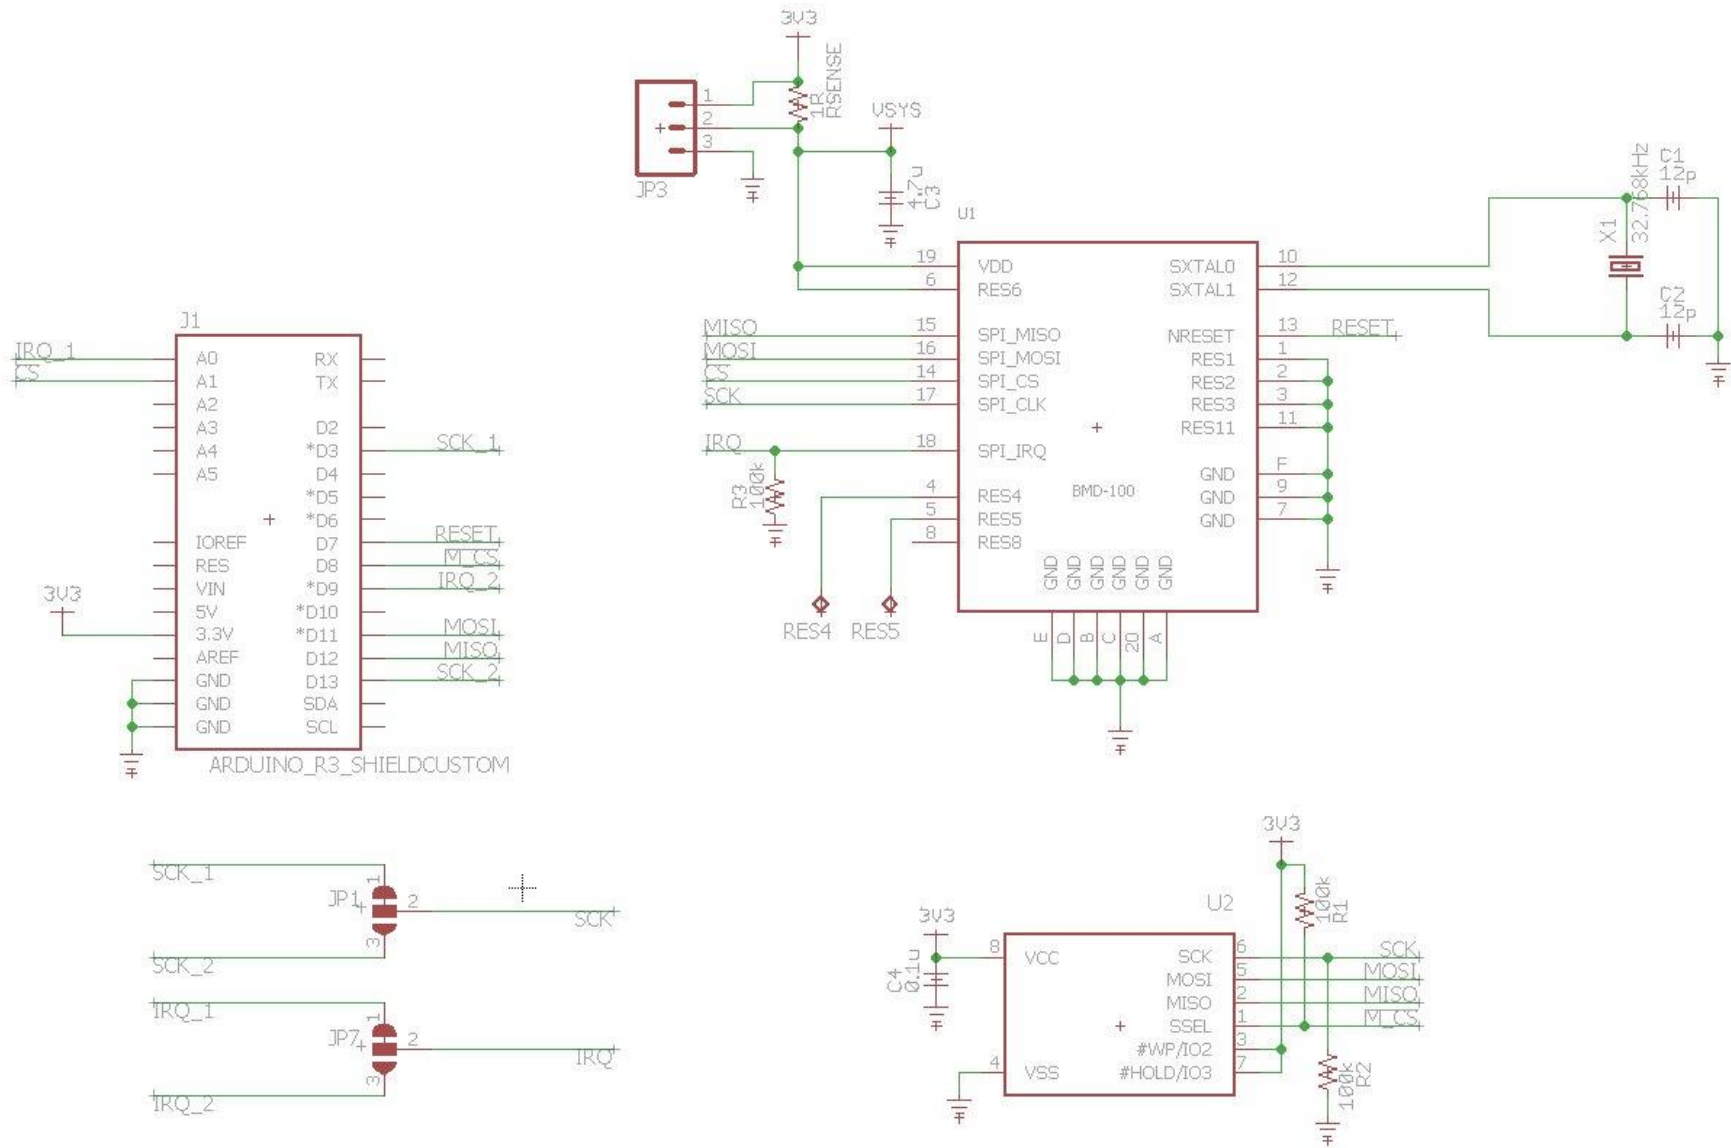 3V3
1R
RSENSE
1
2
3
JP3
VSYS
4.7u
C3
U1
19 VDD
6 RES6
MISO 15 SPI_MISO
MOSI 16 SPI_MOSI
CS 14 SPI_CS
SCK 17 SPI_CLK
IRQ 18 SPI_IRQ
R3
100k
4 RES4
5 RES5
8 RES8
RES4 RES5
BMD-100
SXTAL0 10
SXTAL1 12
NRESET 13 RESET
RES1 1
RES2 2
RES3 3
RES11 11
GND F
GND 9
GND 7
GND GND GND GND GND GND
E D B C 20 A
X1
32.768kHz
C1
12p
C2
12p
J1
IRQ_1 A0 RX
CS A1 TX
A2
A3 D2
A4 *D3 SCK_1
A5 D4
*D5
*D6
IOREF D7 RESET
RES D8 M_CS
VIN *D9 IRQ_2
3V3
5V *D10
3.3V *D11 MOSI
AREF D12 MISO
GND D13 SCK_2
GND SDA
GND SCL
ARDUINO_R3_SHIELDCUSTOM
SCK_1 1
JP1 2 SCK
SCK_2 3
IRQ_1 1
JP7 2 IRQ
IRQ_2 3
3V3
100k
R1
U2
3V3
C4
0.1u
8 VCC
4 VSS
SCK 6 SCK
MOSI 5 MOSI
MISO 2 MISO
SSEL 1 M_CS
#WP/IO2 3
#HOLD/IO3 7
100k
R2